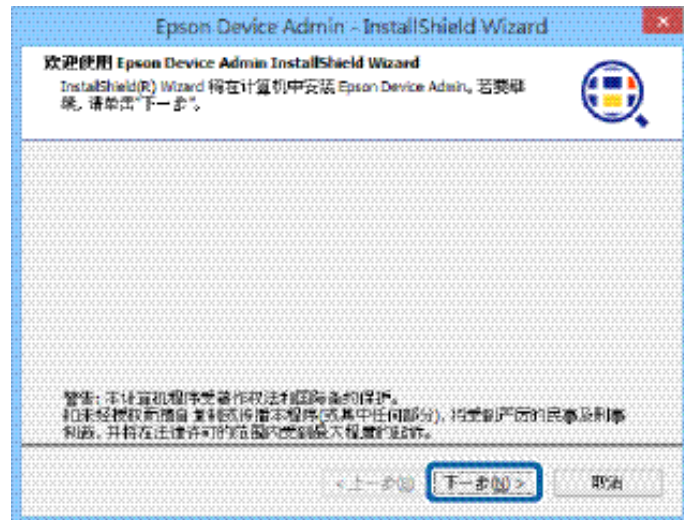 Epson Device Admin - InstallShield Wizard
欢迎使用 Epson Device Admin InstallShield Wizard
InstallShield(R) Wizard 将在计算机中安装 Epson Device Admin。若要继
续，请单击“下一步”。
警告：本计算机程序受著作权法和国际条约保护。
如未经授权而擅自复制或传播本程序(或其中任何部分)，将受到严厉的民事及刑事
制裁，并将在法律许可的范围内受到最大程度的起诉。
<上一步(B)
下一步(N) >
取消